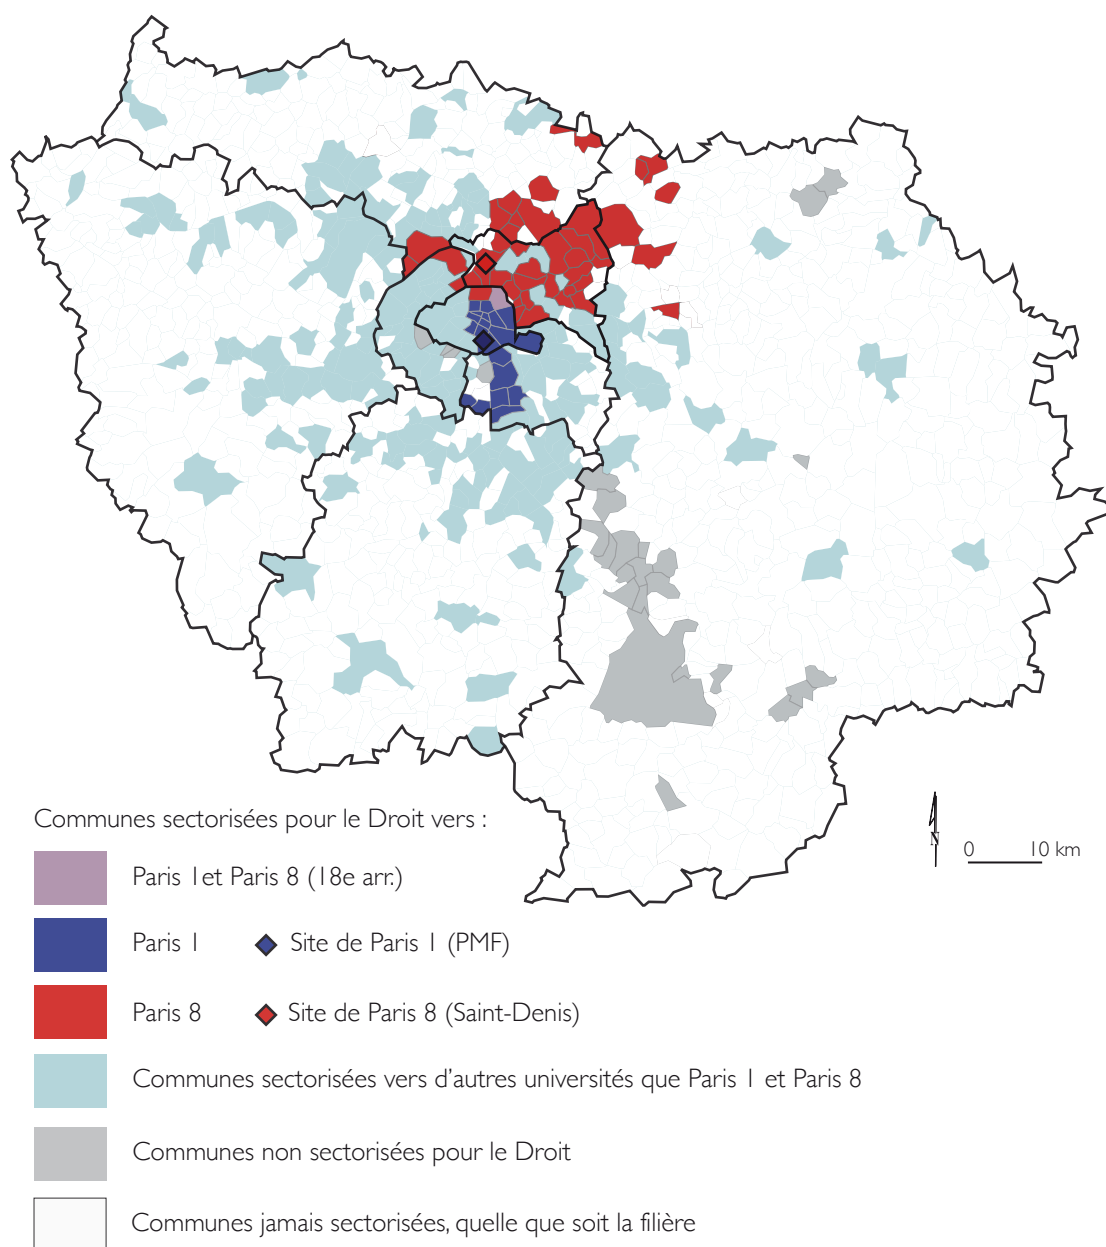 Communes sectorisées pour le Droit vers :
N
0 10 km
Paris 1et Paris 8 (18e arr.)
Paris 1 Site de Paris 1 (PMF)
Paris 8 Site de Paris 8 (Saint-Denis)
Communes sectorisées vers d'autres universités que Paris 1 et Paris 8
Communes non sectorisées pour le Droit
Communes jamais sectorisées, quelle que soit la filière